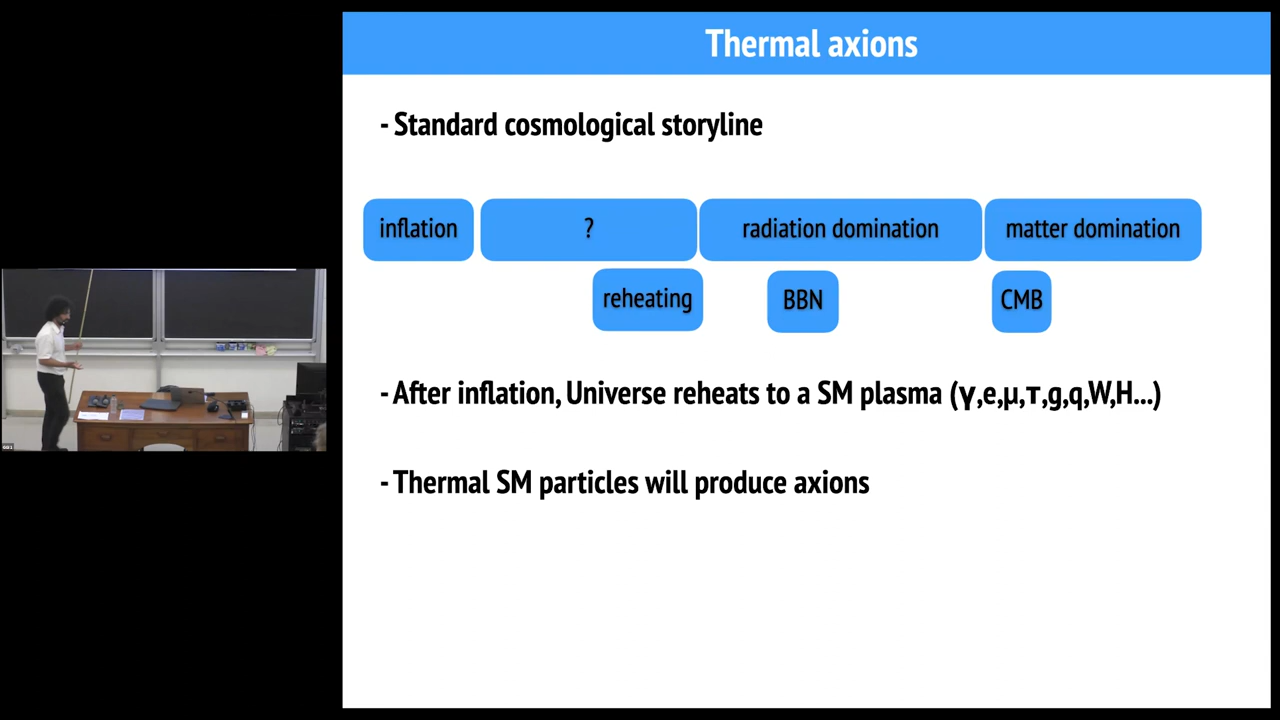 Thermal axions
- Standard cosmological storyline
inflation
?
radiation domination
matter domination
reheating
BBN
CMB
- After inflation, Universe reheats to a SM plasma (γ,e,μ,τ,g,q,W,H...)
- Thermal SM particles will produce axions